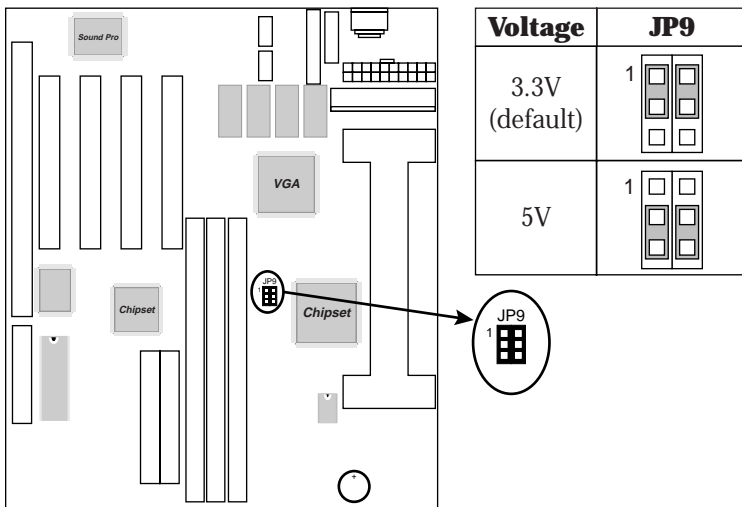 Sound Pro
VGA
JP9
1
Chipset
Chipset
+
Voltage JP9
3.3V
(default)
1
5V
1
JP9
1